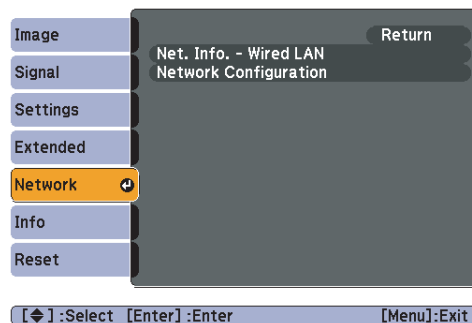 Image
Signal
Settings
Extended
Network
Info
Reset
Return
Net. Info. - Wired LAN
Network Configuration
[◆] :Select [Enter] :Enter [Menu]:Exit